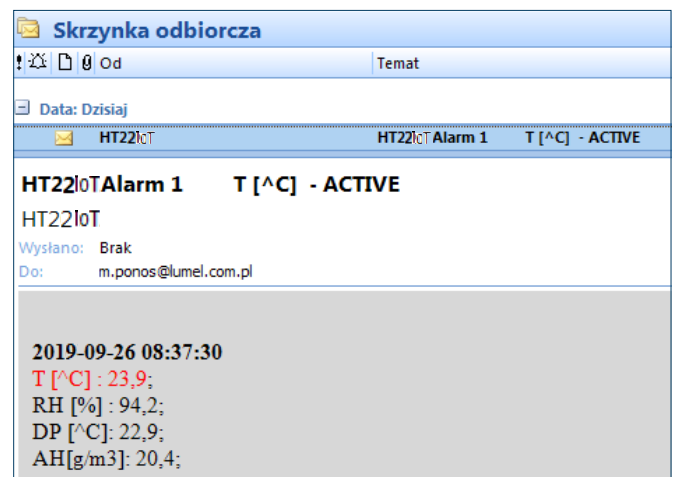 Skrzynka odbiorcza
! Od Temat
Data: Dzisiaj
HT22IoT HT22IoT Alarm 1 T [^C] - ACTIVE
HT22IoT Alarm 1 T [^C] - ACTIVE
HT22IoT
Wysłano: Brak
Do: m.ponos@lumel.com.pl
2019-09-26 08:37:30
T [^C] : 23,9;
RH [%] : 94,2;
DP [^C]: 22,9;
AH[g/m3]: 20,4;